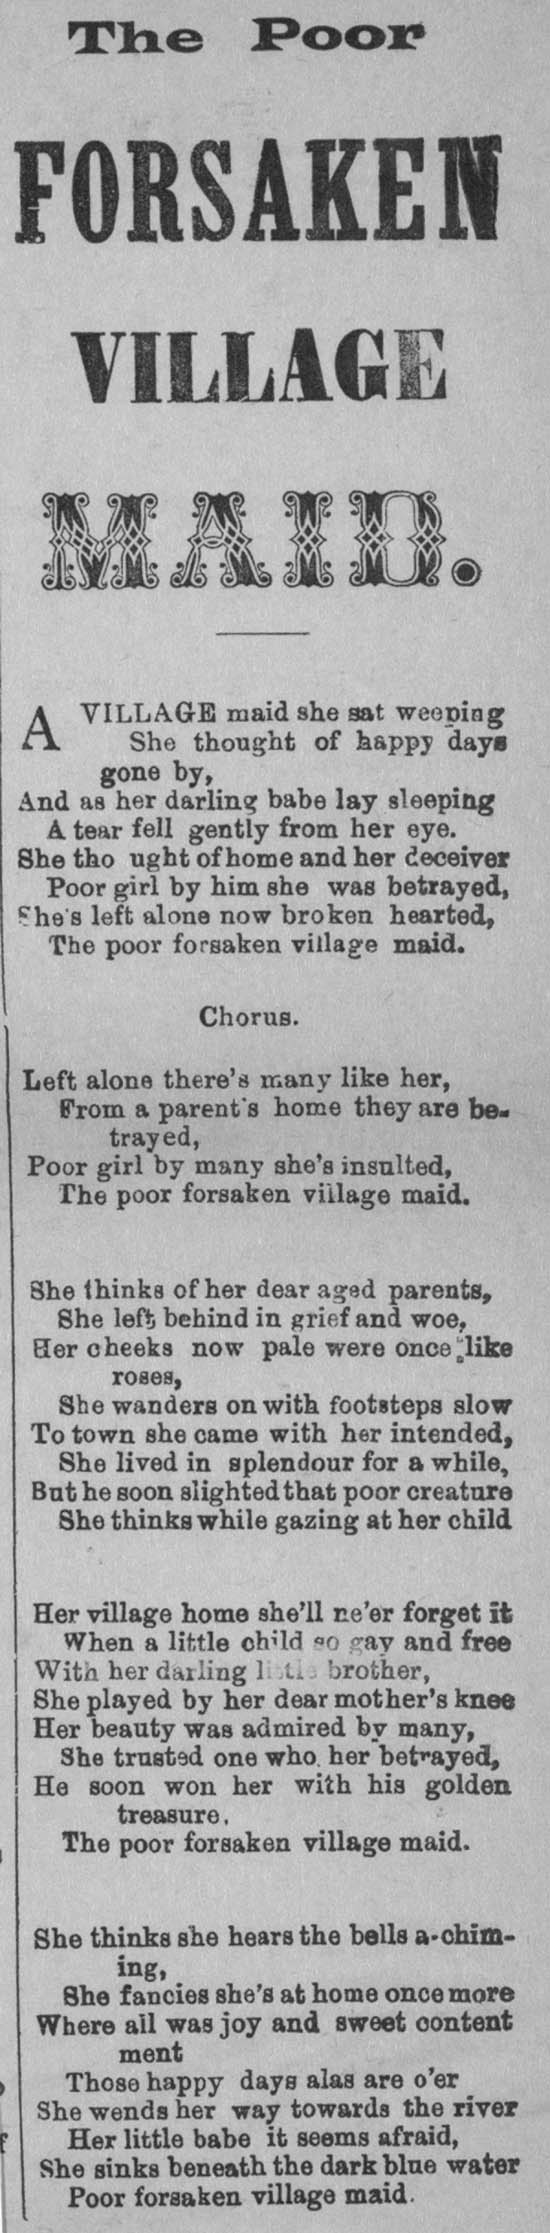 The Poor
FORSAKEN
VILLAGE
MAID.
A VILLAGE maid she sat weeping
She thought of happy days
gone by,
And as her darling babe lay sleeping
A tear fell gently from her eye.
She tho ught of home and her deceiver
Poor girl by him she was betrayed,
She's left alone now broken hearted,
The poor forsaken village maid.
Chorus.
Left alone there's many like her,
From a parent's home they are be-
trayed,
Poor girl by many she's insulted,
The poor forsaken village maid.
She thinks of her dear aged parents,
She left behind in grief and woe,
Her cheeks now pale were once like
roses,
She wanders on with footsteps slow
To town she came with her intended,
She lived in splendour for a while,
But he soon slighted that poor creature
She thinks while gazing at her child
Her village home she'll ne'er forget it
When a little child so gay and free
With her darling little brother,
She played by her dear mother's knee
Her beauty was admired by many,
She trusted one who. her betrayed,
He soon won her with his golden
treasure.
The poor forsaken village maid.
She thinks she hears the bells a-chim-
ing,
She fancies she's at home once more
Where all was joy and sweet content
ment
Those happy days alas are o'er
She wends her way towards the river
Her little babe it seems afraid,
She sinks beneath the dark blue water
Poor forsaken village maid.